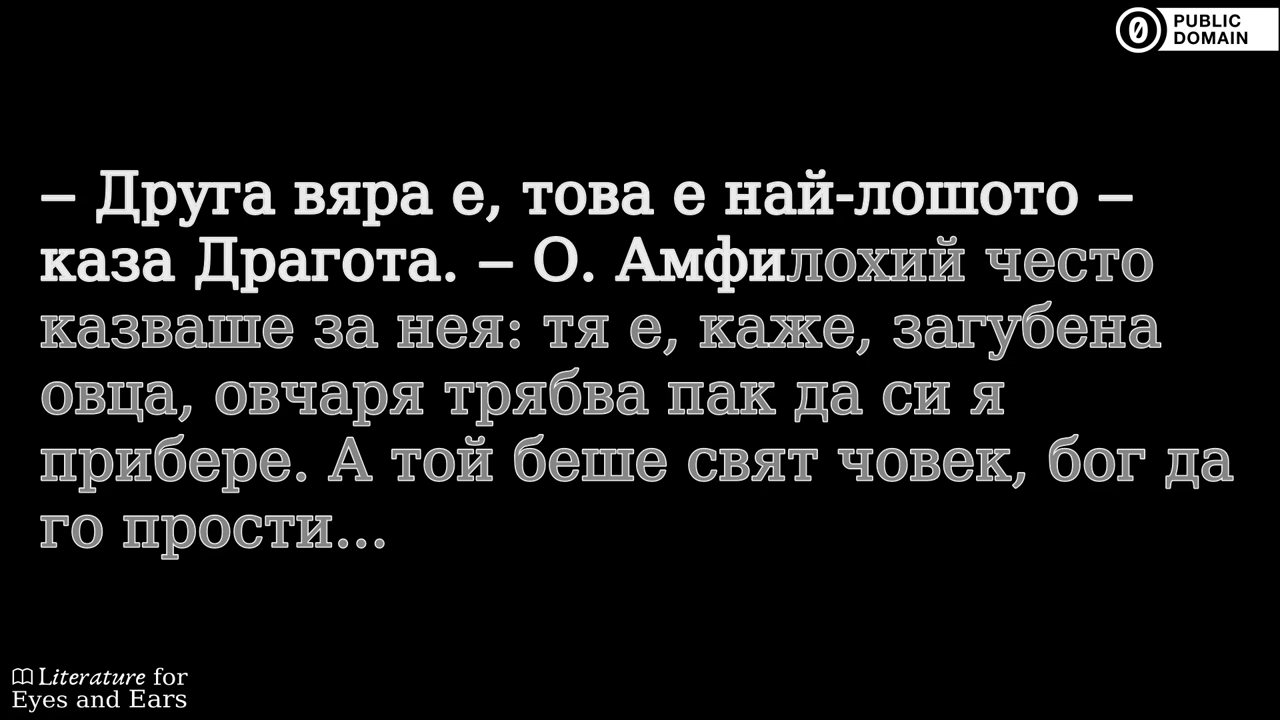 PUBLIC
DOMAIN
– Друга вяра е, това е най-лошото –
каза Драгота. – О. Амфилохий често
казваше за нея: тя е, каже, загубена
овца, овчаря трябва пак да си я
прибере. А той беше свят човек, бог да
го прости...
Literature for
Eyes and Ears